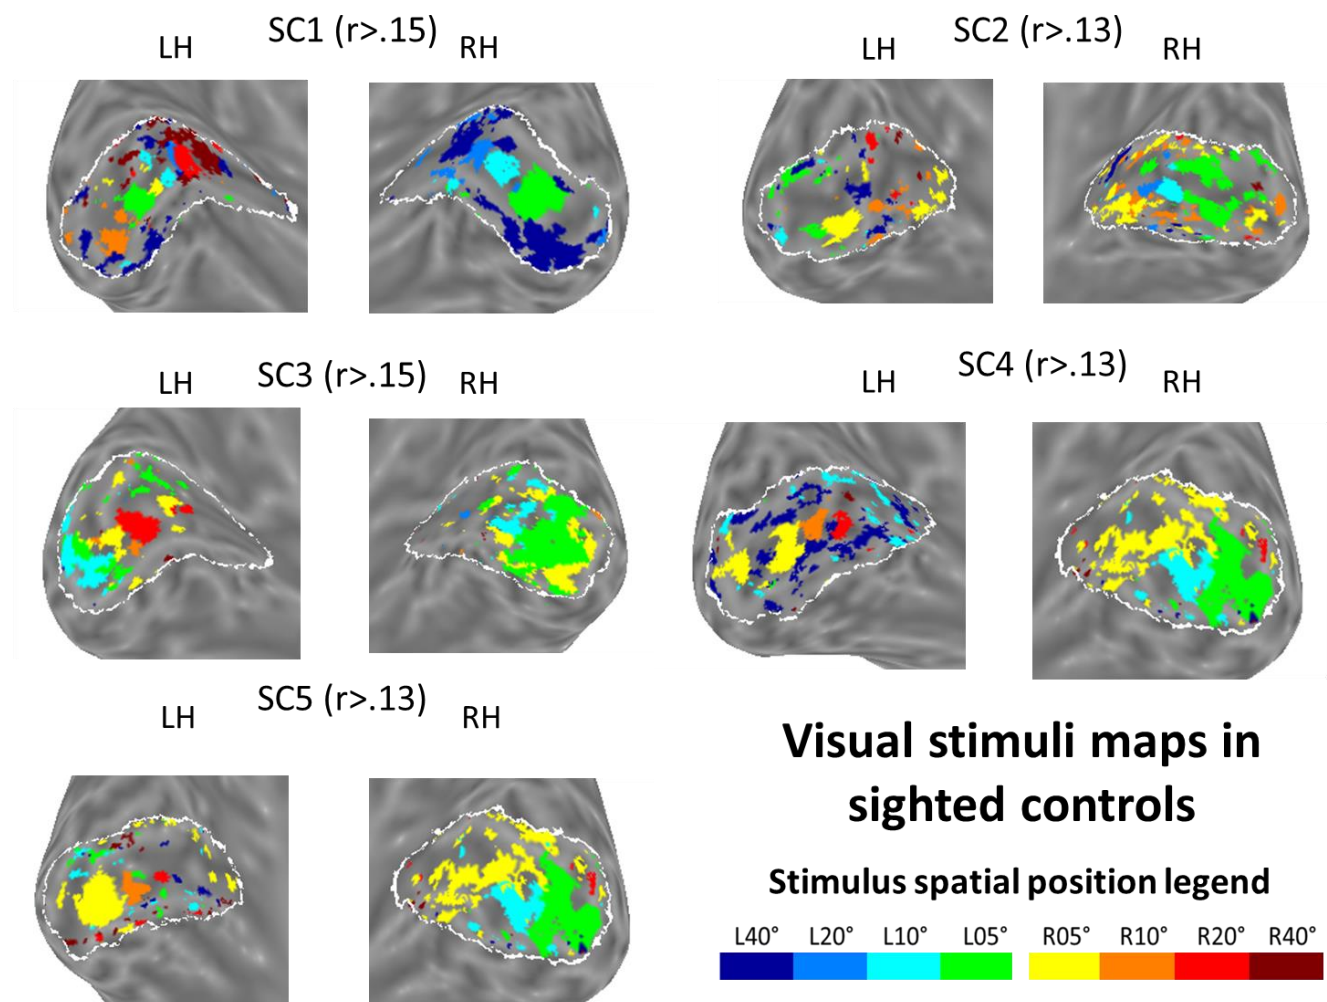 SC1 (r>.15)
LH
RH
SC2 (r>.13)
LH
RH
SC3 (r>.15)
LH
RH
SC4 (r>.13)
LH
RH
SC5 (r>.13)
LH
RH
Visual stimuli maps in
sighted controls
Stimulus spatial position legend
L40° L20° L10° L05° R05° R10° R20° R40°